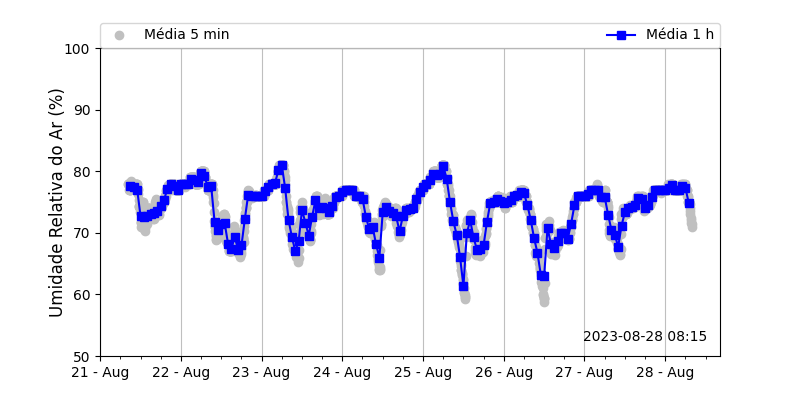 Média 5 min
Média 1 h
Umidade Relativa do Ar (%)
100
90
80
70
60
50
2023-08-28 08:15
21 - Aug
22 - Aug
23 - Aug
24 - Aug
25 - Aug
26 - Aug
27 - Aug
28 - Aug